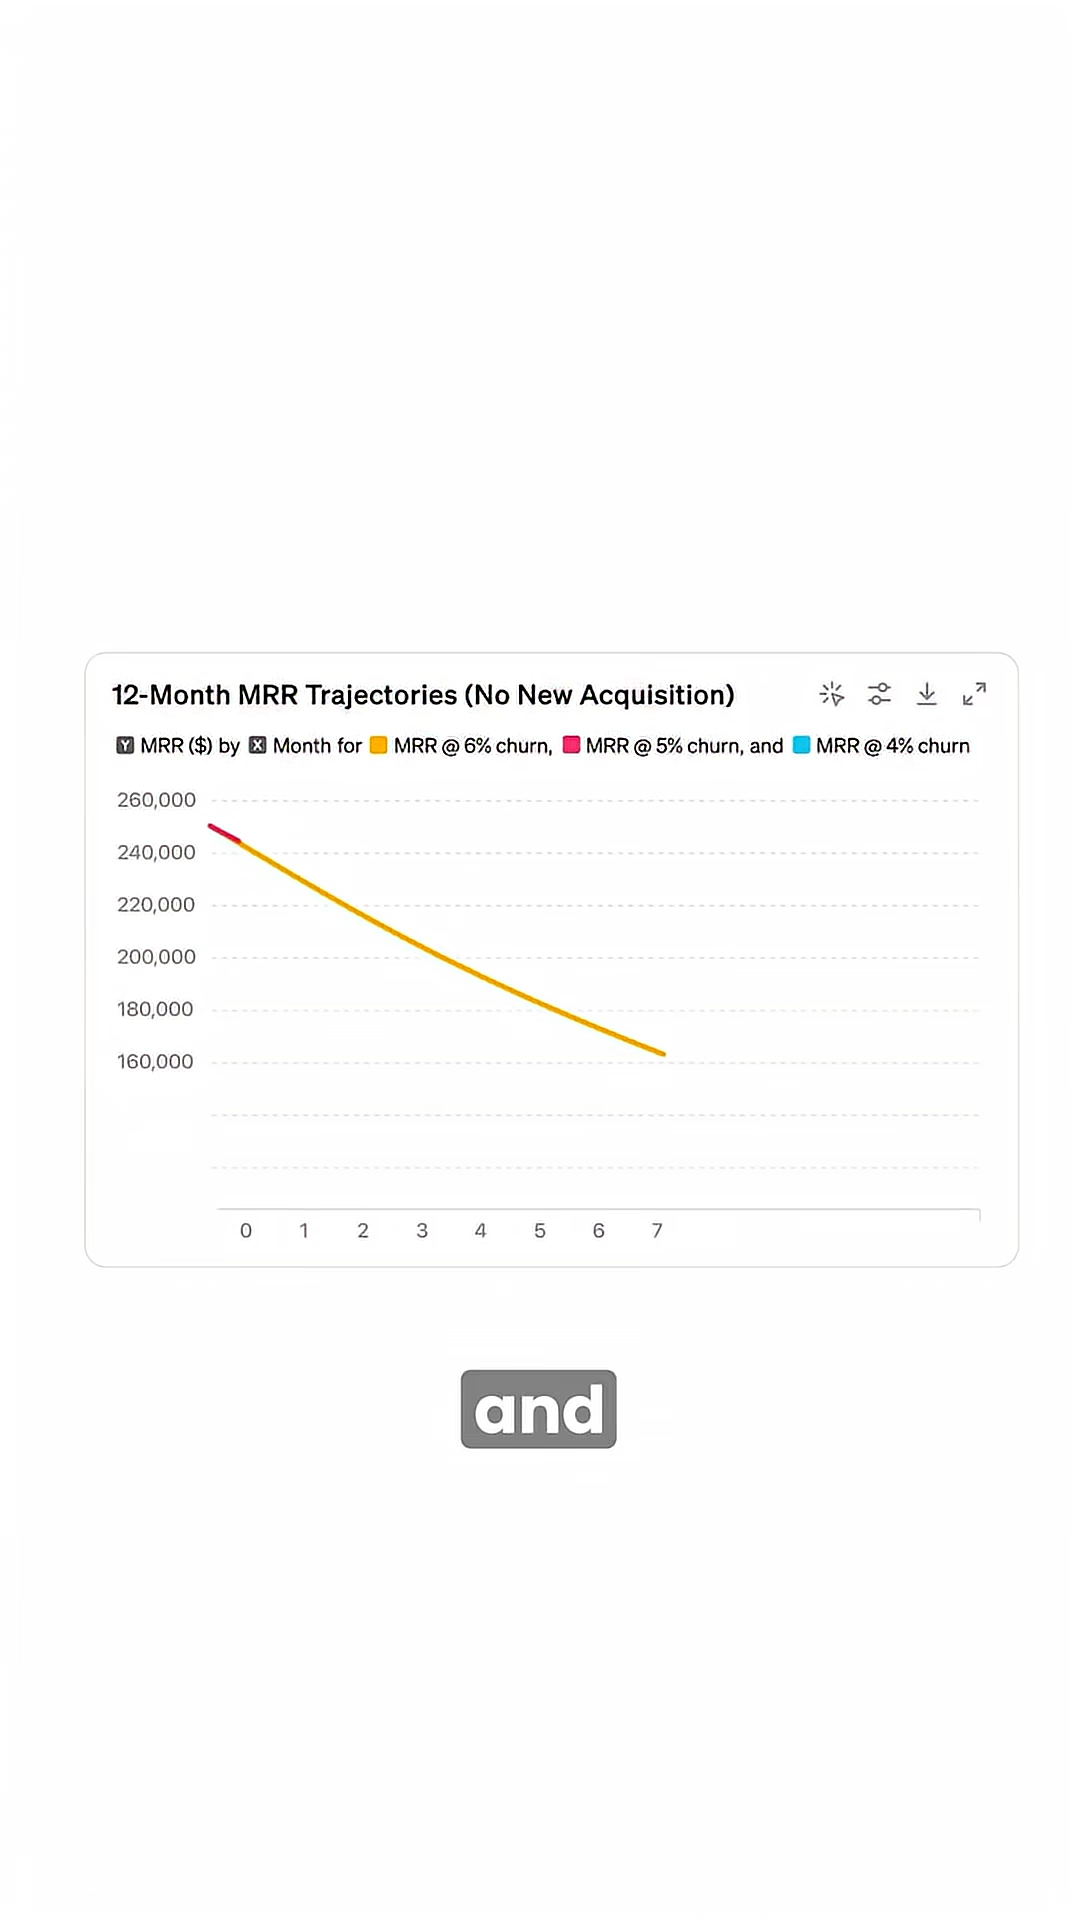 12-Month MRR Trajectories (No New Acquisition)
Y MRR ($) by X Month for MRR @ 6% churn, MRR @ 5% churn, and MRR @ 4% churn
260,000
240,000
220,000
200,000
180,000
160,000
0 1 2 3 4 5 6 7
and